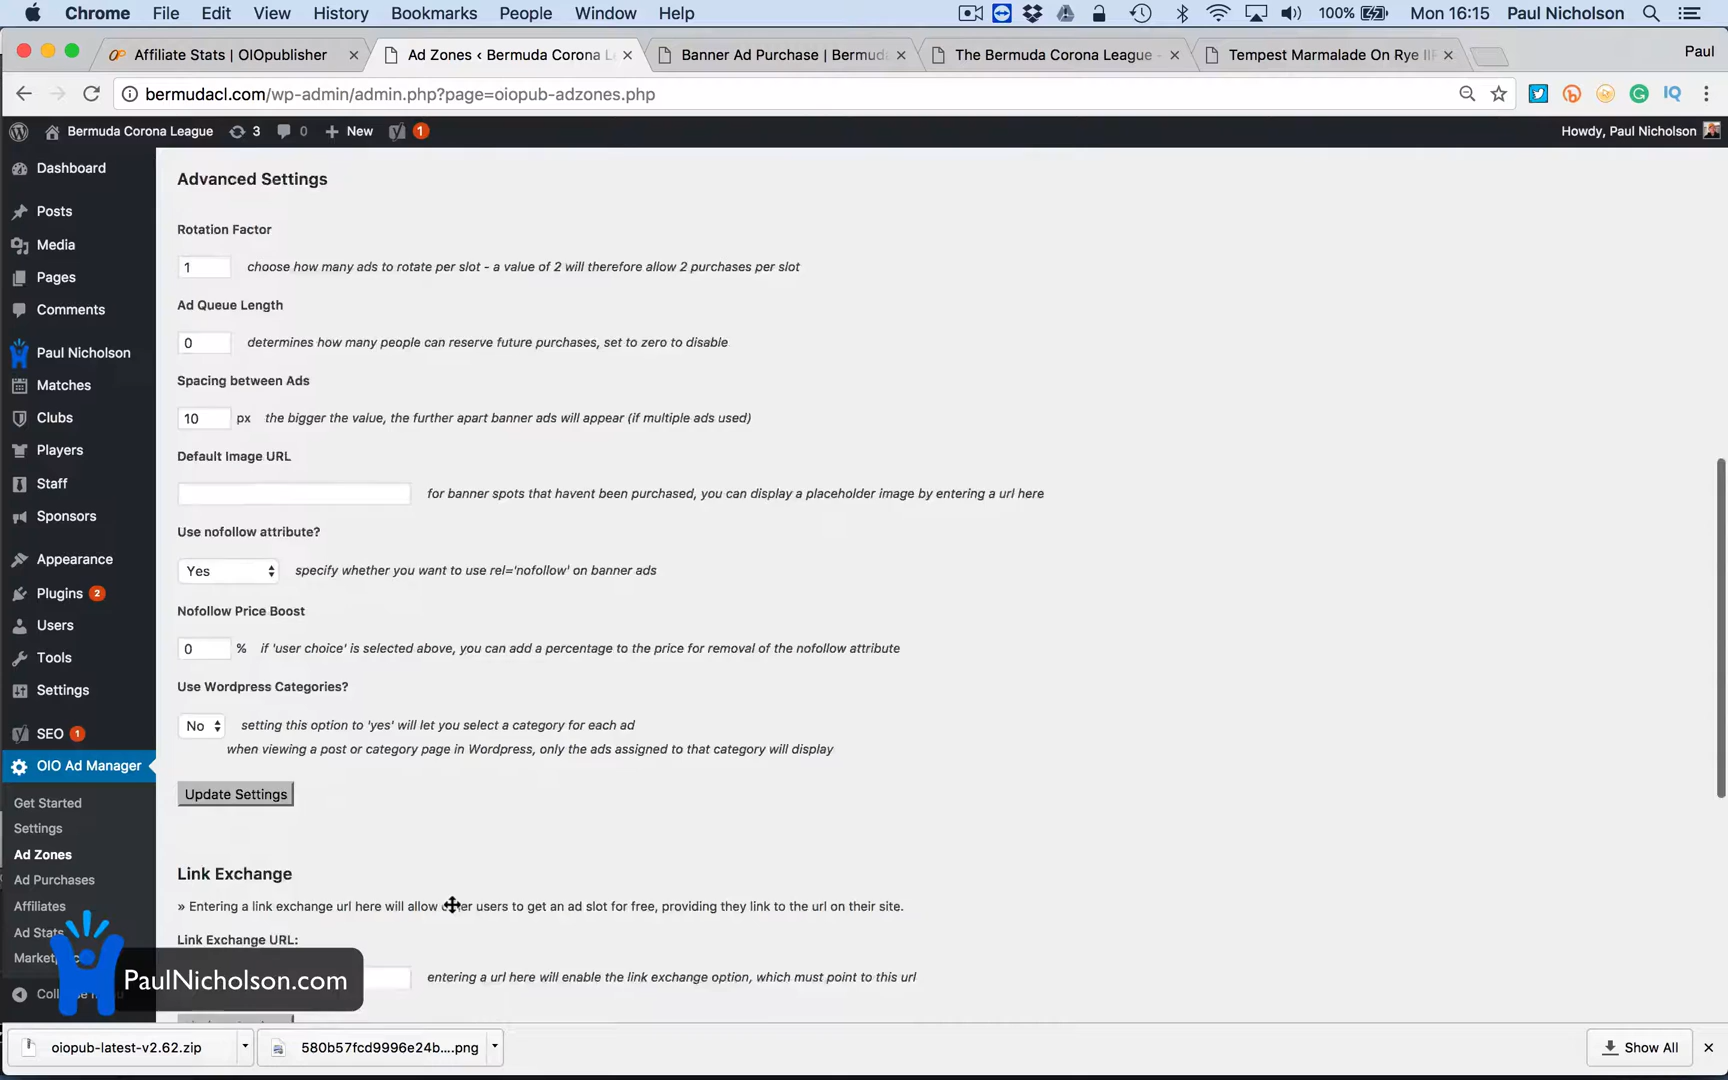 Chrome File Edit View History Bookmarks People Window Help 100% Mon 16:15 Paul Nicholson
Affiliate Stats | OIOpublisher Ad Zones ‹ Bermuda Corona L Banner Ad Purchase | Bermuda The Bermuda Corona League - Tempest Marmalade On Rye Paul
bermudacl.com/wp-admin/admin.php?page=oiopub-adzones.php
Bermuda Corona League 3 0 New 1 Howdy, Paul Nicholson
Dashboard
Posts
Media
Pages
Comments
Paul Nicholson
Matches
Clubs
Players
Staff
Sponsors
Appearance
Plugins 2
Users
Tools
Settings
SEO 1
OIO Ad Manager
Get Started
Settings
Ad Zones
Ad Purchases
Affiliates
Ad Stats
Advanced Settings
Rotation Factor
1 choose how many ads to rotate per slot - a value of 2 will therefore allow 2 purchases per slot
Ad Queue Length
0 determines how many people can reserve future purchases, set to zero to disable
Spacing between Ads
10 px the bigger the value, the further apart banner ads will appear (if multiple ads used)
Default Image URL
for banner spots that havent been purchased, you can display a placeholder image by entering a url here
Use nofollow attribute?
Yes specify whether you want to use rel='nofollow' on banner ads
Nofollow Price Boost
0 % if 'user choice' is selected above, you can add a percentage to the price for removal of the nofollow attribute
Use Wordpress Categories?
No setting this option to 'yes' will let you select a category for each ad
when viewing a post or category page in Wordpress, only the ads assigned to that category will display
Update Settings
Link Exchange
» Entering a link exchange url here will allow other users to get an ad slot for free, providing they link to the url on their site.
Link Exchange URL:
entering a url here will enable the link exchange option, which must point to this url
PaulNicholson.com
oiopub-latest-v2.62.zip 580b57fcd9996e24b....png Show All